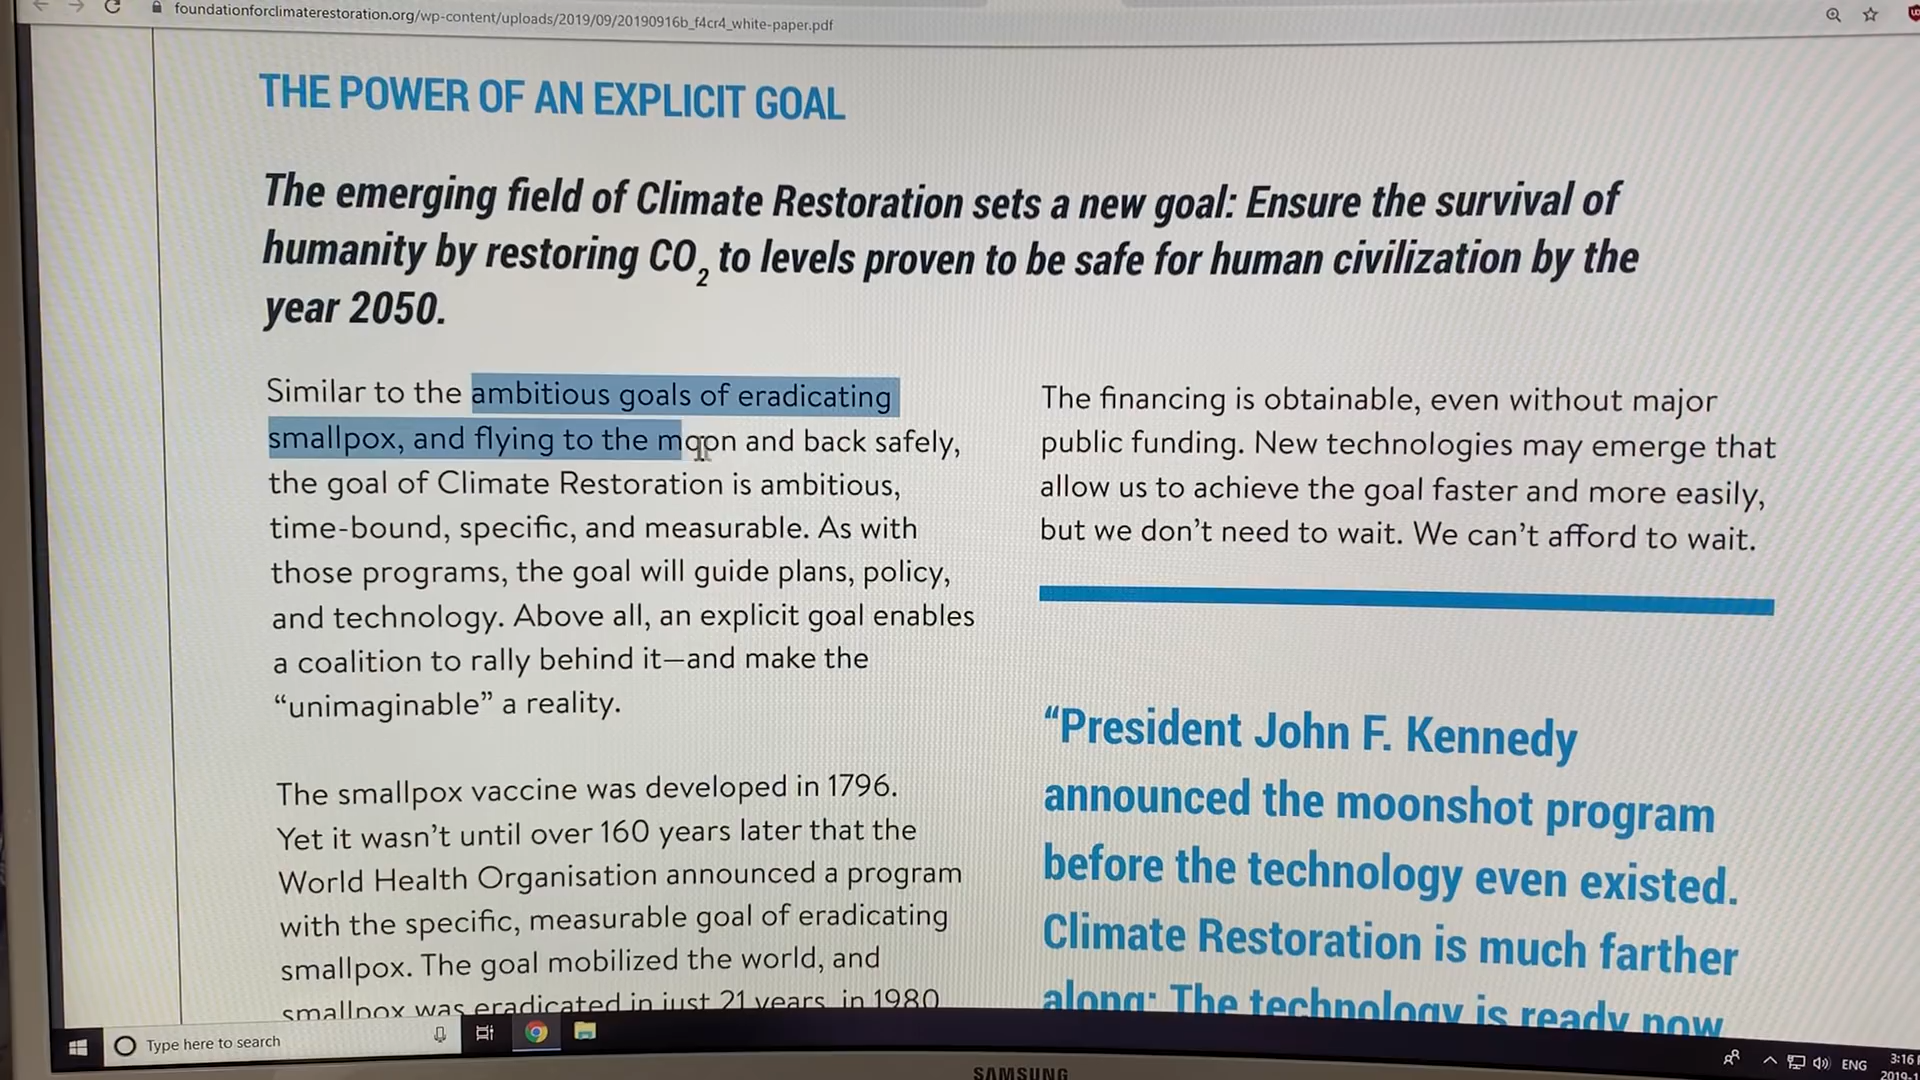 foundationforclimaterestoration.org/wp-content/uploads/2019/09/20190916b_f4cr4_white-paper.pdf
THE POWER OF AN EXPLICIT GOAL
The emerging field of Climate Restoration sets a new goal: Ensure the survival of
humanity by restoring CO₂ to levels proven to be safe for human civilization by the
year 2050.
Similar to the ambitious goals of eradicating
smallpox, and flying to the moon and back safely,
the goal of Climate Restoration is ambitious,
time-bound, specific, and measurable. As with
those programs, the goal will guide plans, policy,
and technology. Above all, an explicit goal enables
a coalition to rally behind it—and make the
“unimaginable” a reality.
The smallpox vaccine was developed in 1796.
Yet it wasn’t until over 160 years later that the
World Health Organisation announced a program
with the specific, measurable goal of eradicating
smallpox. The goal mobilized the world, and
smallpox was eradicated in just 21 years, in 1980
The financing is obtainable, even without major
public funding. New technologies may emerge that
allow us to achieve the goal faster and more easily,
but we don’t need to wait. We can’t afford to wait.
“President John F. Kennedy
announced the moonshot program
before the technology even existed.
Climate Restoration is much farther
along: The technology is ready now
Type here to search
ENG
3:16
2019-1
SAMSUNG